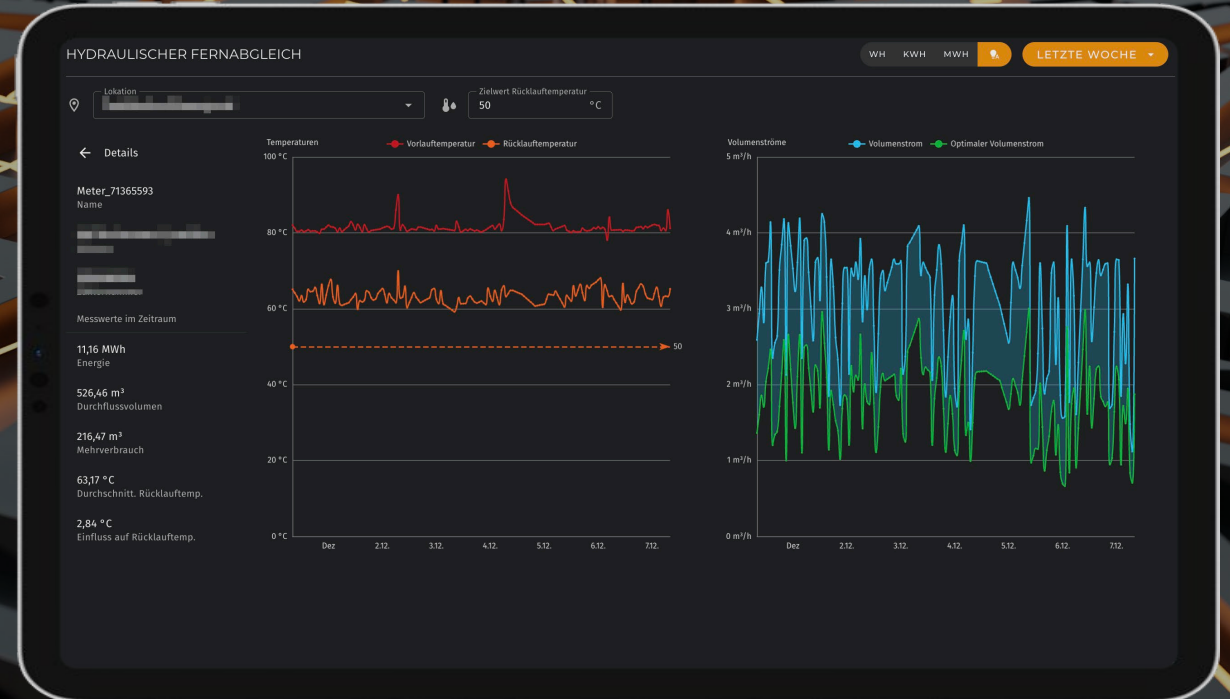 HYDRAULISCHER FERNABGLEICH
WH KWH MWH LETZTE WOCHE
Lokation
Zielwert Rücklauftemperatur
50 °C
Details
Meter_71365593
Name
Messwerte im Zeitraum
11,16 MWh
Energie
526,46 m³
Durchflussvolumen
216,47 m³
Mehrverbrauch
63,17 °C
Durchschnitt. Rücklauftemp.
2,84 °C
Einfluss auf Rücklauftemp.
Temperaturen
Vorlauftemperatur Rücklauftemperatur
100 °C
80 °C
60 °C
50
40 °C
20 °C
0 °C
Dez 2.12. 3.12. 4.12. 5.12. 6.12. 7.12.
Volumenströme
Volumenstrom Optimaler Volumenstrom
5 m³/h
4 m³/h
3 m³/h
2 m³/h
1 m³/h
0 m³/h
Dez 2.12. 3.12. 4.12. 5.12. 6.12. 7.12.